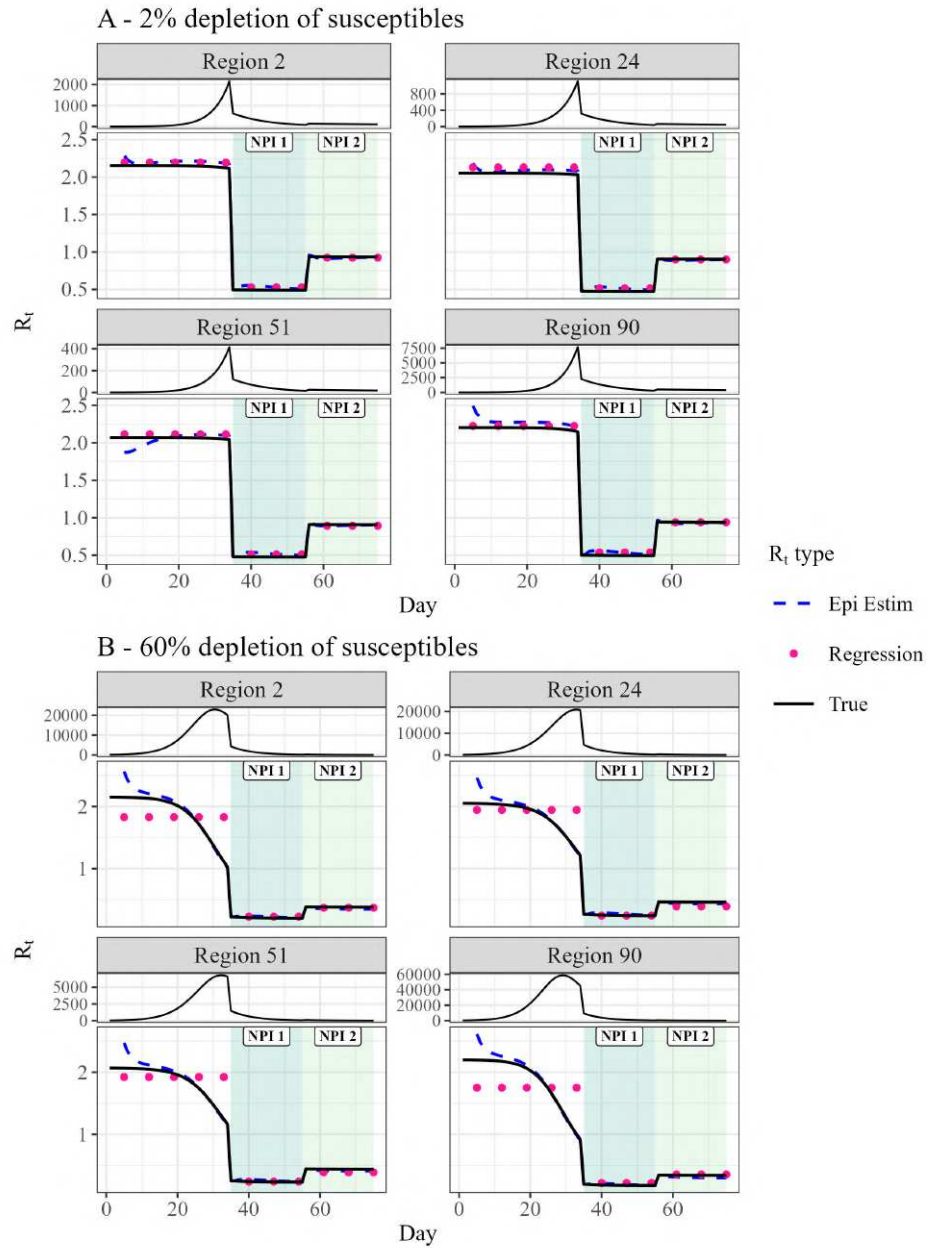 A - 2% depletion of susceptibles
Region 2
Region 24
2000
1000
0
800
400
0
2.5
2.0
1.5
1.0
0.5
NPI 1
NPI 2
NPI 1
NPI 2
Region 51
Region 90
400
200
0
7500
5000
2500
0
2.5
2.0
1.5
1.0
0.5
NPI 1
NPI 2
NPI 1
NPI 2
Rt
0
20
40
60
0
20
40
60
Day
Rt type
Epi Estim
Regression
True
B - 60% depletion of susceptibles
Region 2
Region 24
20000
10000
0
20000
10000
0
2
1
NPI 1
NPI 2
NPI 1
NPI 2
Region 51
Region 90
5000
2500
0
60000
40000
20000
0
2
1
NPI 1
NPI 2
NPI 1
NPI 2
Rt
0
20
40
60
0
20
40
60
Day